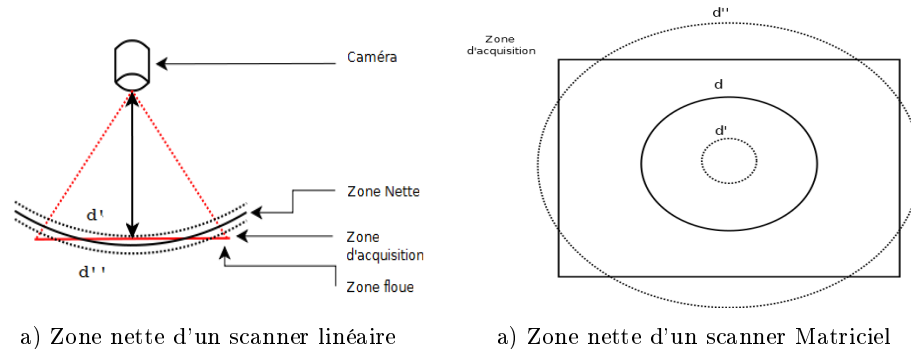 Caméra
Zone Nette
d'
Zone
d'acquisition
d''
Zone floue
a) Zone nette d'un scanner linéaire
d''
Zone
d'acquisition
d
d'
a) Zone nette d'un scanner Matriciel